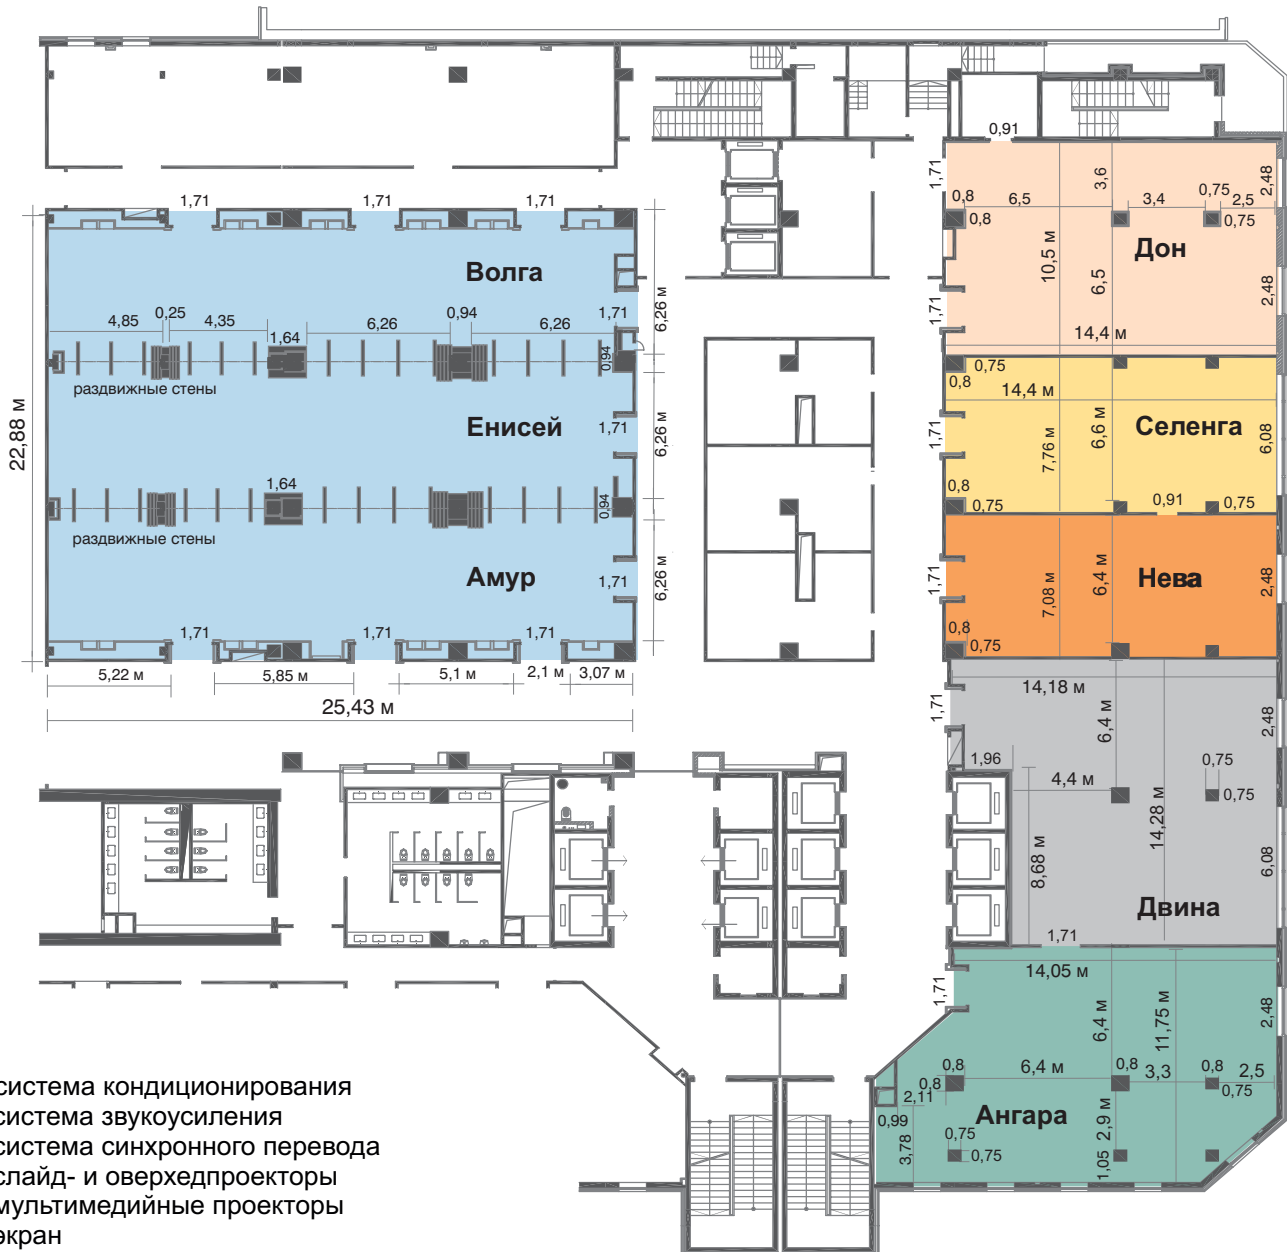 0,91
1,71
1,71
1,71
1,71
3,6
2,48
0,8
6,5
3,4
0,75
2,5
0,8
0,75
Дон
Волга
10,5 м
6,5
2,48
6,26 м
1,71
1,71
4,85
0,25
4,35
6,26
0,94
6,26
1,64
14,4 м
0,94
раздвижные стены
0,75
0,8
14,4 м
22,88 м
Енисей
1,71
6,26 м
1,71
7,76 м
6,6 м
Селенга
6,08
1,64
0,94
0,8
0,75
0,91
0,75
раздвижные стены
Амур
1,71
6,26 м
1,71
7,08 м
6,4 м
Нева
2,48
1,71
1,71
1,71
0,8
0,75
5,22 м
5,85 м
5,1 м
2,1 м
3,07 м
25,43 м
14,18 м
1,71
6,4 м
2,48
1,96
4,4 м
0,75
0,75
14,28 м
8,68 м
6,08
Двина
1,71
14,05 м
1,71
6,4 м
11,75 м
2,48
0,8
6,4 м
0,8
3,3
0,8
2,5
0,8
0,75
2,11
0,99
Ангара
2,9 м
3,78
0,75
0,75
1,05
система кондиционирования
система звукоусиления
система синхронного перевода
слайд- и оверхедпроекторы
мультимедийные проекторы
экран